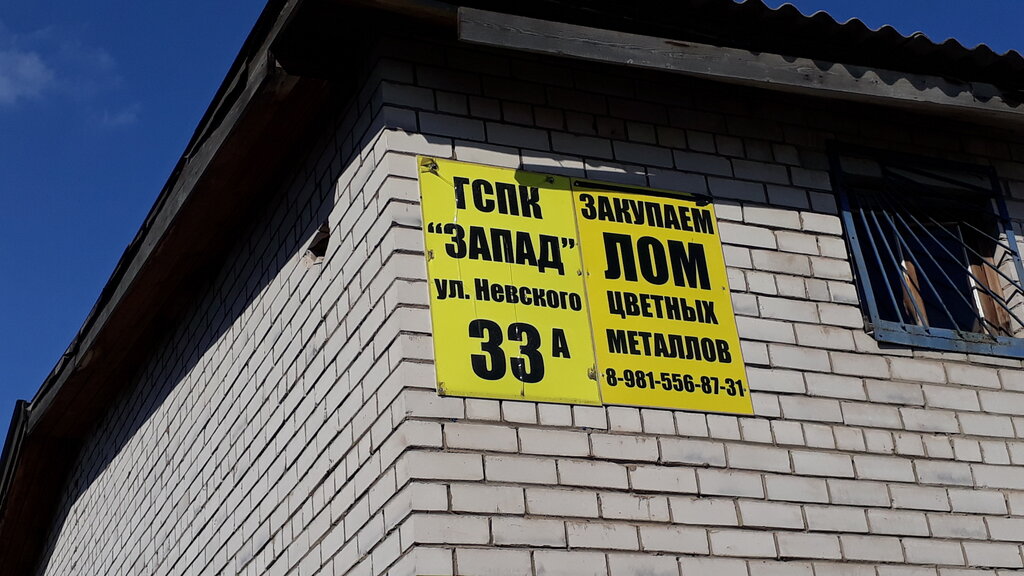 ГСПК
"ЗАПАД"
ул. Невского
33 А
ЗАКУПАЕМ
ЛОМ
ЦВЕТНЫХ
МЕТАЛЛОВ
8-981-556-87-31